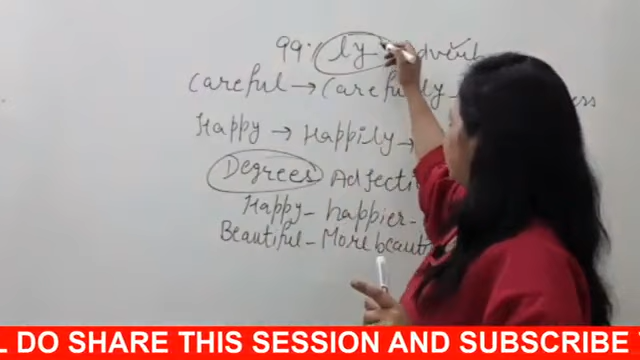 99. ly - adverb
Careful → Carefully -
Happy → Happily →
Degrees Adjecti
Happy - happier -
Beautiful - More beaut
L DO SHARE THIS SESSION AND SUBSCRIBE